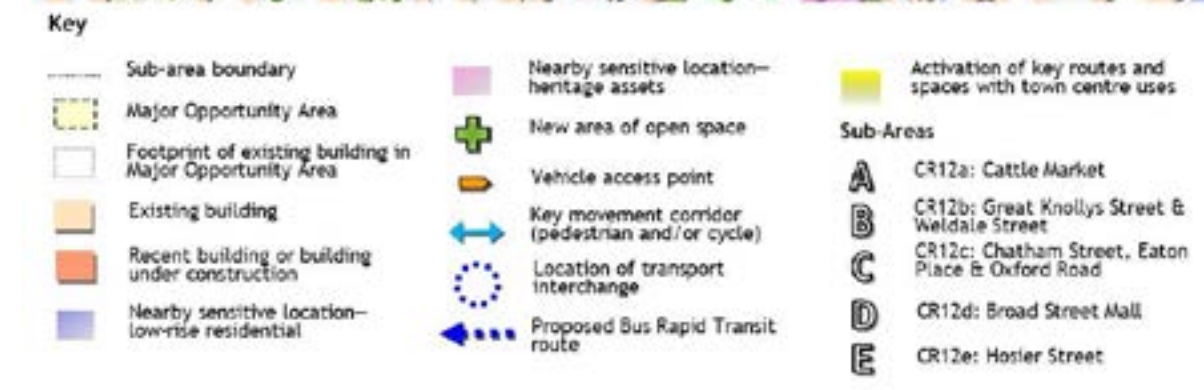 Key
Sub-area boundary
Major Opportunity Area
Footprint of existing building in
Major Opportunity Area
Existing building
Recent building or building
under construction
Nearby sensitive location—
low-rise residential
Nearby sensitive location—
heritage assets
New area of open space
Vehicle access point
Key movement corridor
(pedestrian and/or cycle)
Location of transport
interchange
Proposed Bus Rapid Transit
route
Activation of key routes and
spaces with town centre uses
Sub-Areas
A CR12a: Cattle Market
B CR12b: Great Knollys Street &
Weldale Street
C CR12c: Chatham Street, Eaton
Place & Oxford Road
D CR12d: Broad Street Mall
E CR12e: Hosier Street